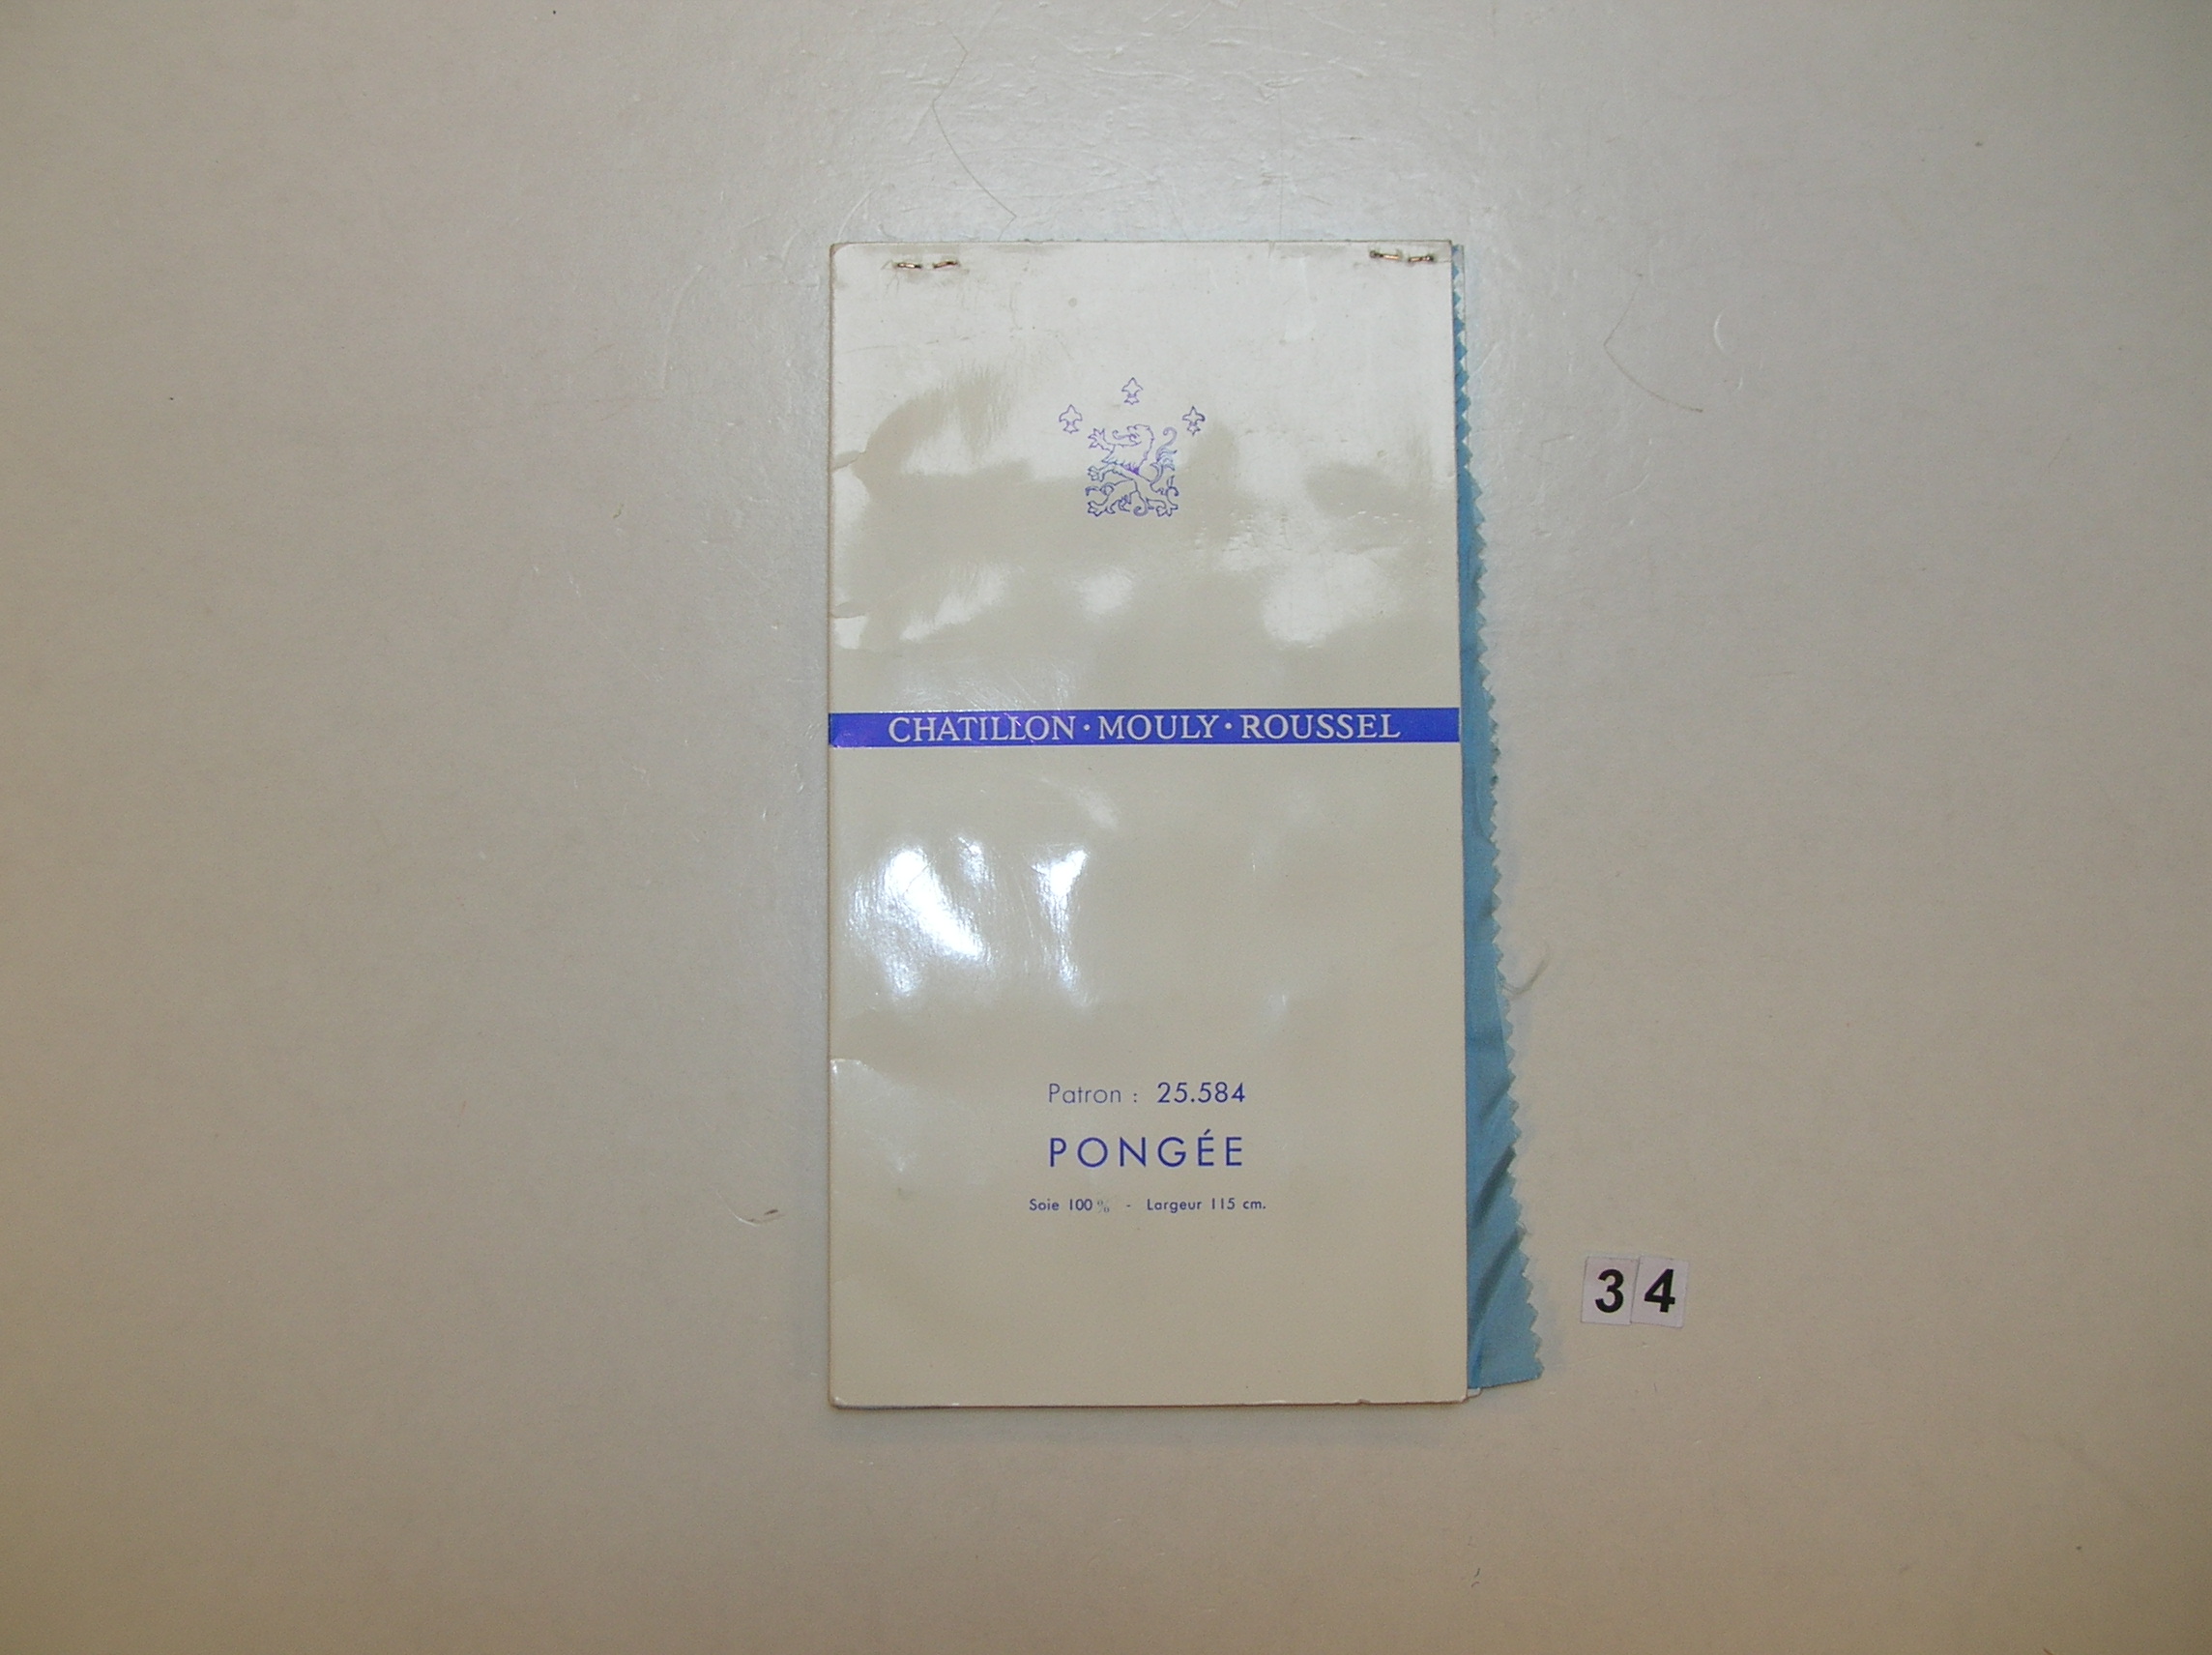 CHATILLON · MOULY · ROUSSEL
Patron : 25.584
PONGÉE
Soie 100 % - Largeur 115 cm.
34